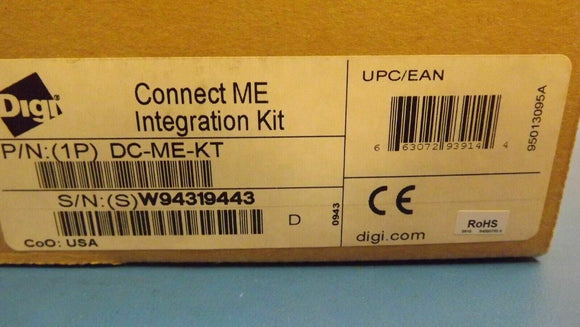 Digi
Connect ME
Integration Kit
P/N:(1P) DC-ME-KT
S/N:(S)W94319443
D
0943
CoO: USA
UPC/EAN
6 63072 93914 4
95013095A
CE
digi.com
RoHS